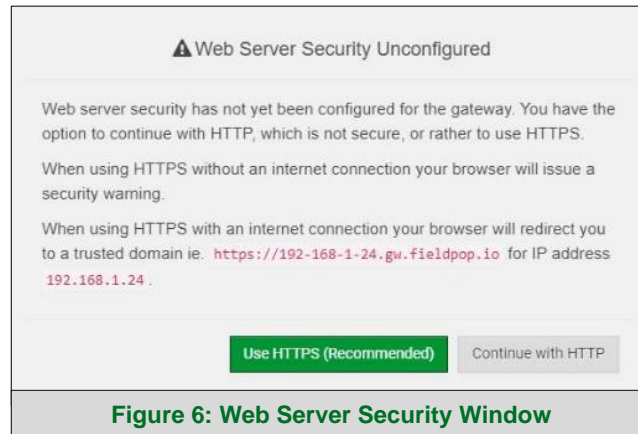 ⚠ Web Server Security Unconfigured
Web server security has not yet been configured for the gateway. You have the
option to continue with HTTP, which is not secure, or rather to use HTTPS.
When using HTTPS without an internet connection your browser will issue a
security warning.
When using HTTPS with an internet connection your browser will redirect you
to a trusted domain ie. https://192-168-1-24.gw.fieldpop.io for IP address
192.168.1.24 .
Use HTTPS (Recommended) Continue with HTTP
Figure 6: Web Server Security Window